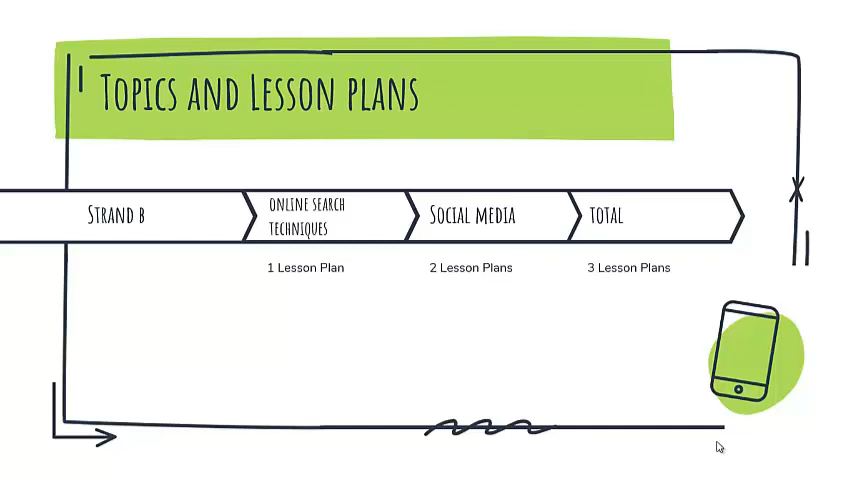 Topics and Lesson plans
Strand B
online search
techniques
Social media
total
1 Lesson Plan
2 Lesson Plans
3 Lesson Plans